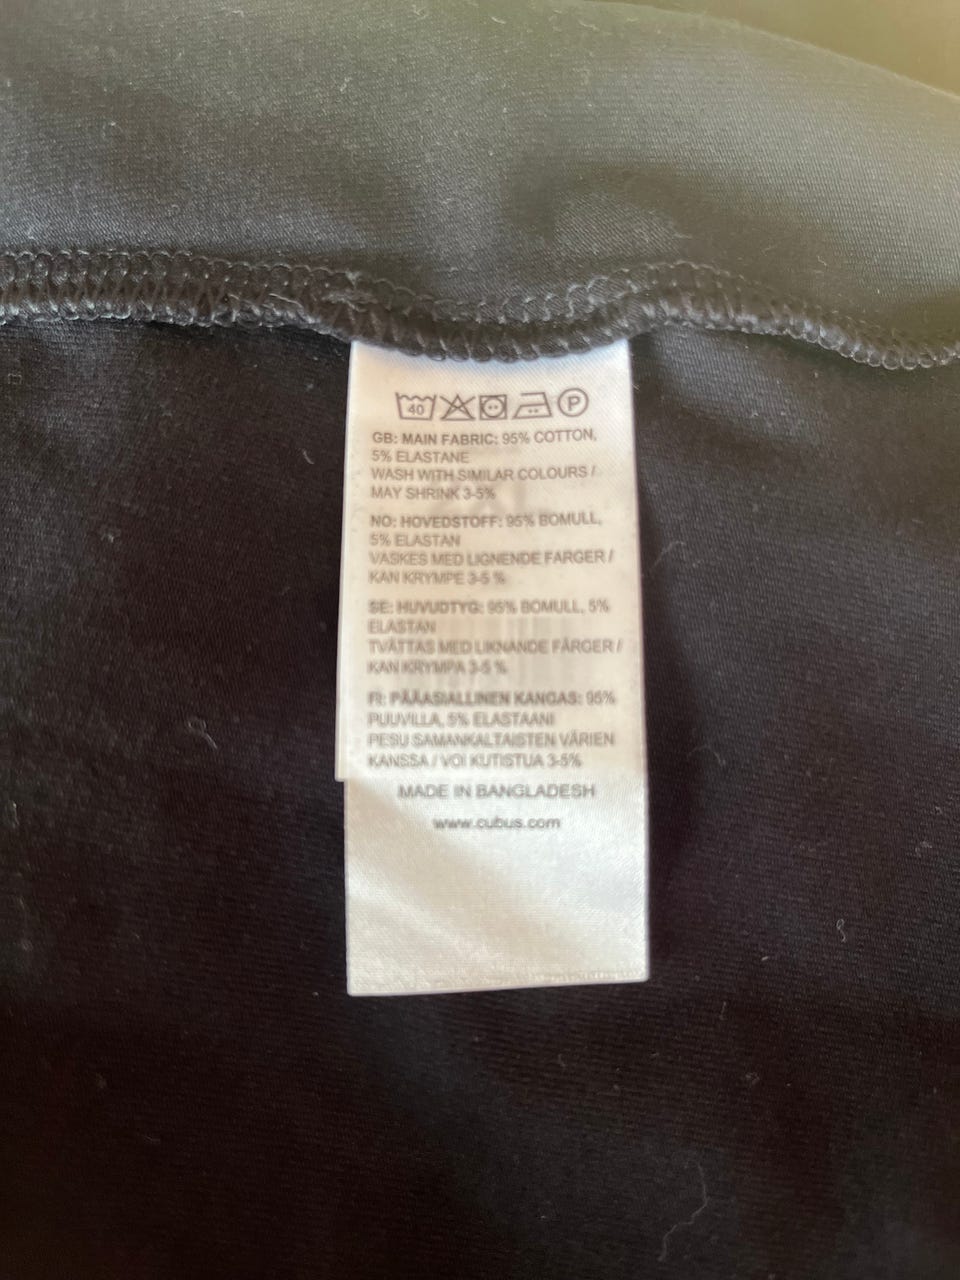 40 P
GB: MAIN FABRIC: 95% COTTON,
5% ELASTANE
WASH WITH SIMILAR COLOURS /
MAY SHRINK 3-5%
NO: HOVEDSTOFF: 95% BOMULL,
5% ELASTAN
VASKES MED LIGNENDE FARGER /
KAN KRYMPE 3-5 %
SE: HUVUDTYG: 95% BOMULL, 5%
ELASTAN
TVÄTTAS MED LIKNANDE FÄRGER /
KAN KRYMPA 3-5 %
FI: PÄÄASIALLINEN KANGAS: 95%
PUUVILLA, 5% ELASTAANI
PESU SAMANKALTAISTEN VÄRIEN
KANSSA / VOI KUTISTUA 3-5%
MADE IN BANGLADESH
www.cubus.com